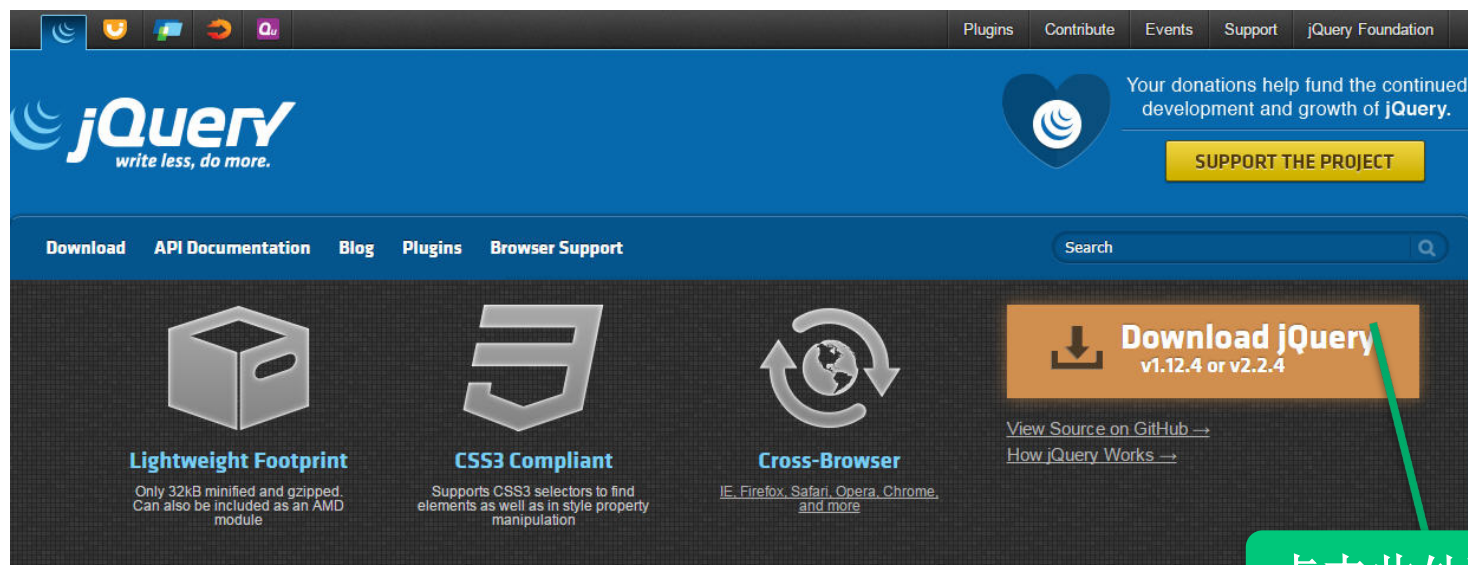 Qu
Plugins Contribute Events Support jQuery Foundation
jQuery
write less, do more.
Your donations help fund the continued
development and growth of jQuery.
SUPPORT THE PROJECT
Download API Documentation Blog Plugins Browser Support
Search
Download jQuery
v1.12.4 or v2.2.4
View Source on GitHub →
How jQuery Works →
Lightweight Footprint
Only 32kB minified and gzipped.
Can also be included as an AMD
module
CSS3 Compliant
Supports CSS3 selectors to find
elements as well as in style property
manipulation
Cross-Browser
IE, Firefox, Safari, Opera, Chrome,
and more